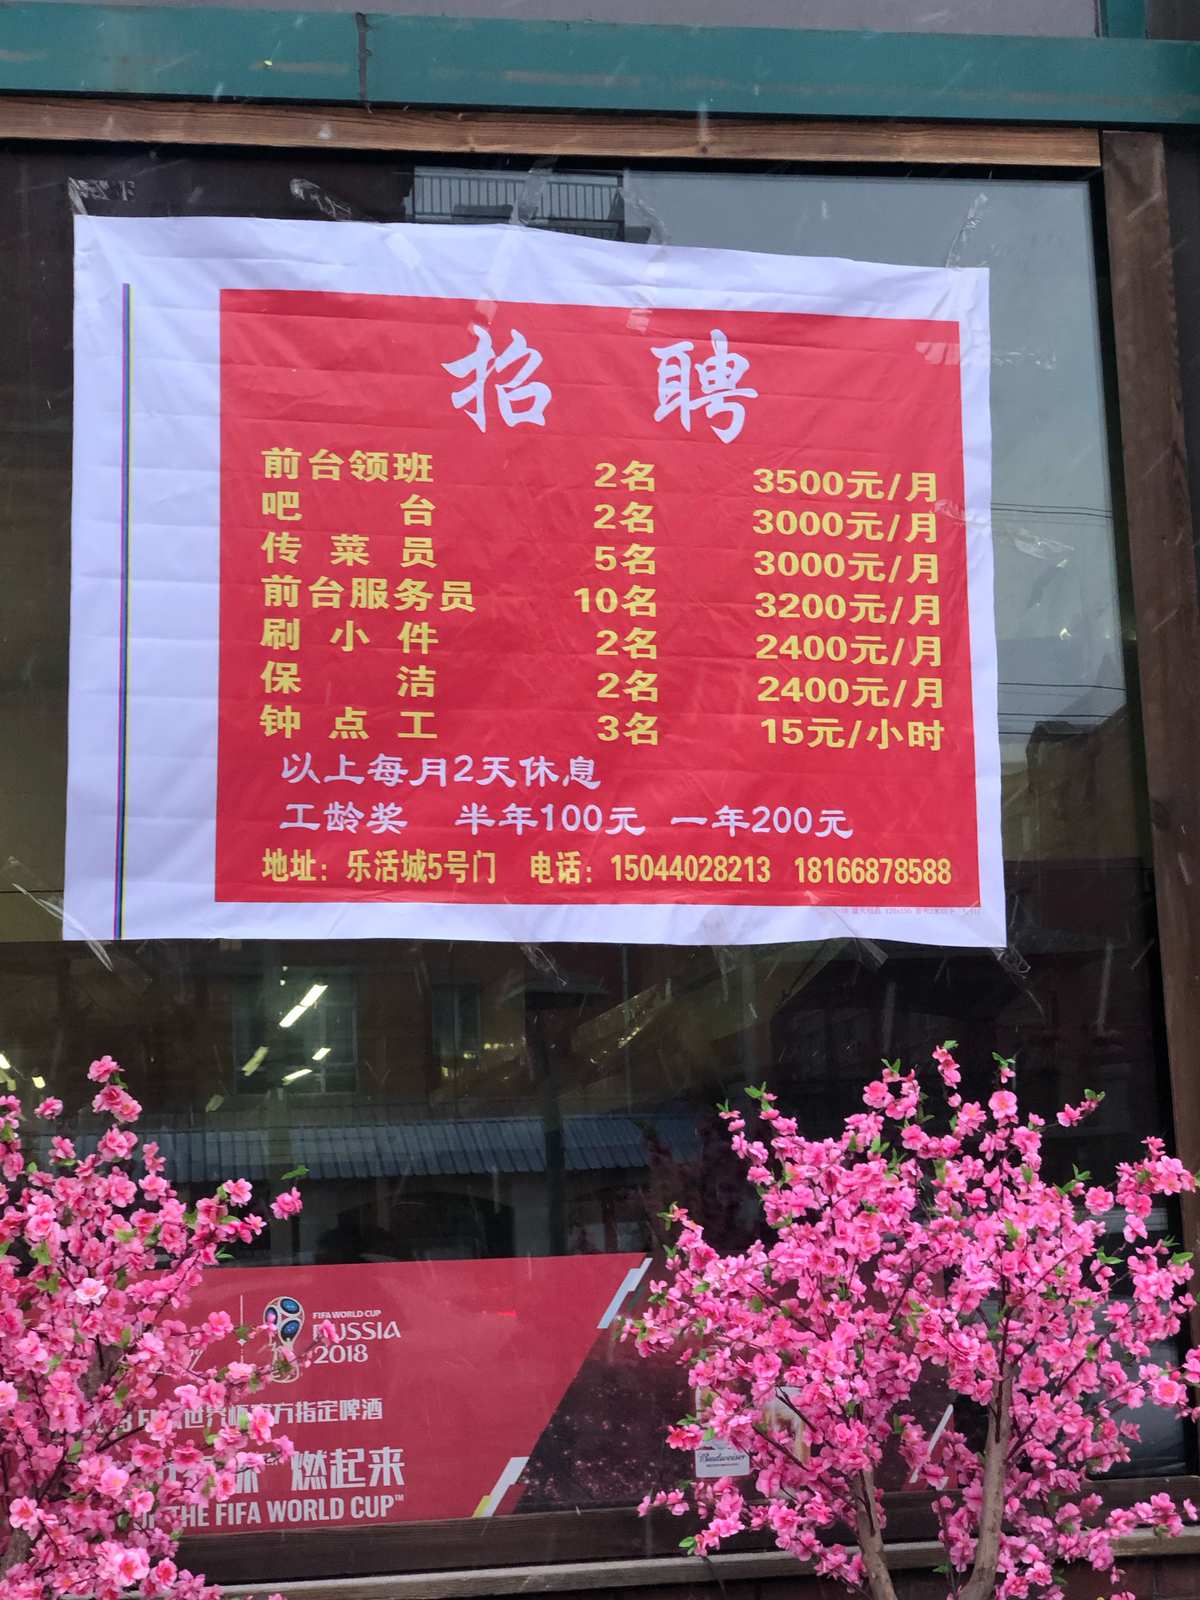 招 聘
前台领班 2名 3500元/月
吧 台 2名 3000元/月
传 菜 员 5名 3000元/月
前台服务员 10名 3200元/月
刷 小 件 2名 2400元/月
保 洁 2名 2400元/月
钟 点 工 3名 15元/小时
以上每月2天休息
工龄奖 半年100元 一年200元
地址：乐活城5号门 电话：15044028213 18166878588
FIFA WORLD CUP
RUSSIA
2018
世界杯官方指定啤酒
燃起来
THE FIFA WORLD CUP™
Budweiser